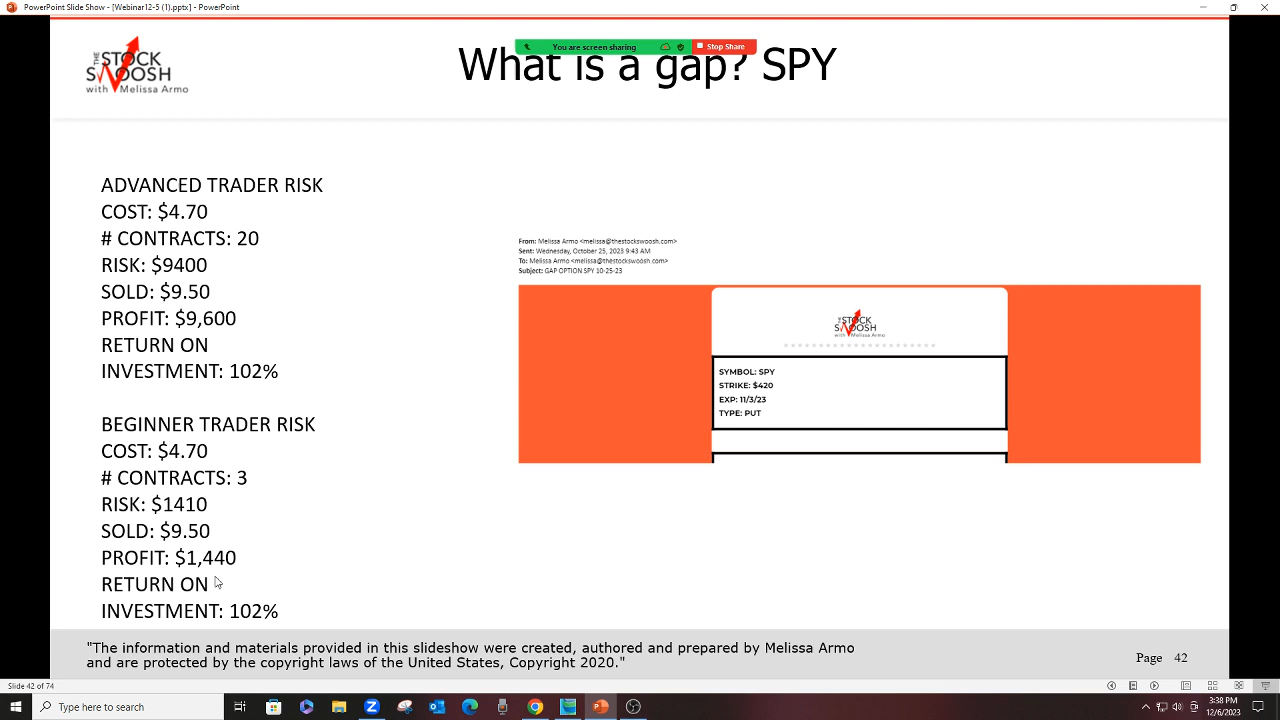 PowerPoint Slide Show - [Webinar12-5 (1).pptx] - PowerPoint
You are screen sharing
Stop Share
THE STOCK
SWOOSH
with Melissa Armo
What is a gap? SPY
ADVANCED TRADER RISK
COST: $4.70
# CONTRACTS: 20
RISK: $9400
SOLD: $9.50
PROFIT: $9,600
RETURN ON
INVESTMENT: 102%
BEGINNER TRADER RISK
COST: $4.70
# CONTRACTS: 3
RISK: $1410
SOLD: $9.50
PROFIT: $1,440
RETURN ON
INVESTMENT: 102%
From: Melissa Armo <melissa@thestockswoosh.com>
Sent: Wednesday, October 25, 2023 9:43 AM
To: Melissa Armo <melissa@thestockswoosh.com>
Subject: GAP OPTION SPY 10-25-23
THE STOCK
SWOOSH
with Melissa Armo
SYMBOL: SPY
STRIKE: $420
EXP: 11/3/23
TYPE: PUT
"The information and materials provided in this slideshow were created, authored and prepared by Melissa Armo
and are protected by the copyright laws of the United States, Copyright 2020."
Page 42
Slide 42 of 74
Type here to search
3:38 PM
12/6/2023